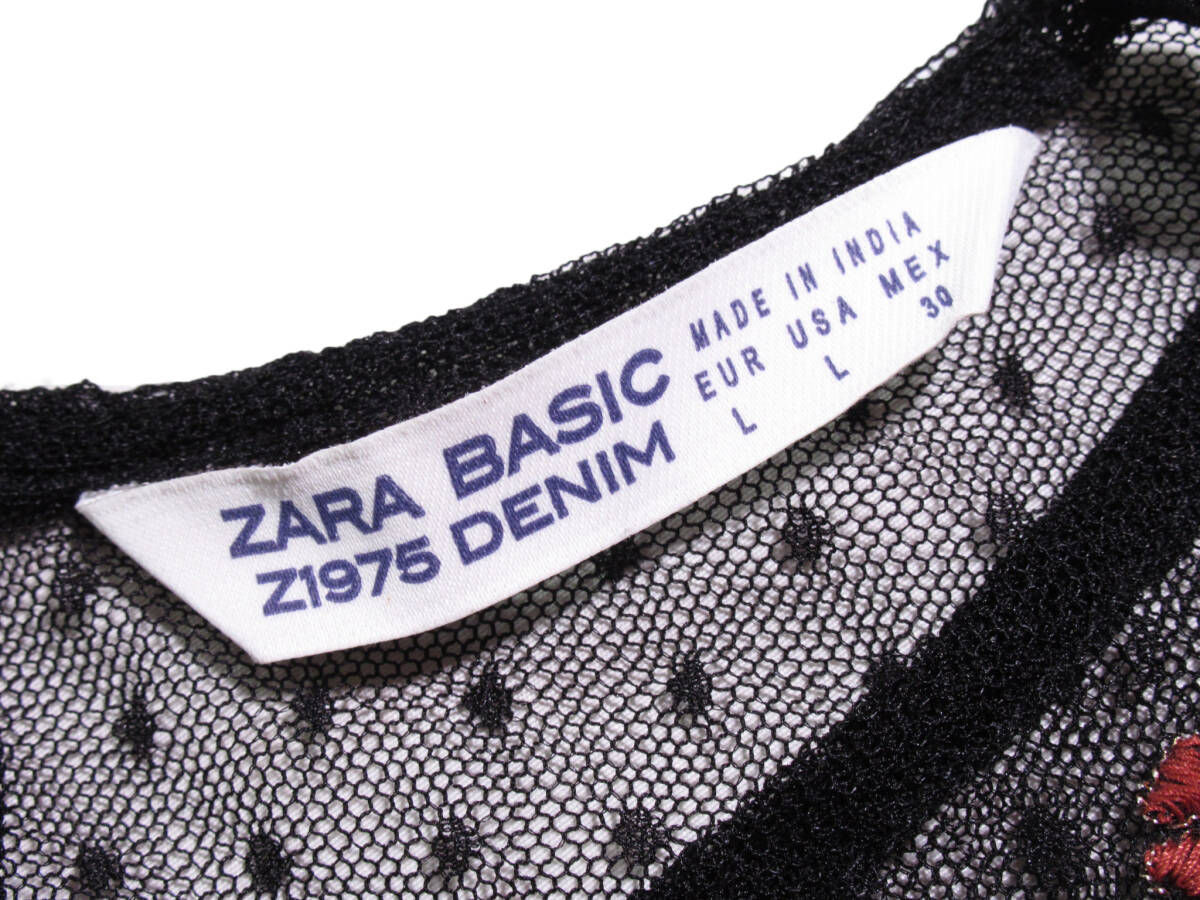 ZARA BASIC
Z1975 DENIM
MADE IN INDIA
EUR USA MEX
L L 30